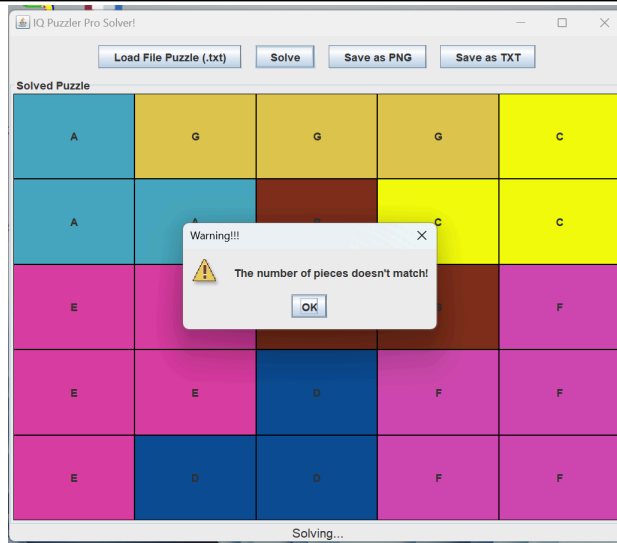 IQ Puzzler Pro Solver!
Load File Puzzle (.txt) Solve Save as PNG Save as TXT
Solved Puzzle
A G G G C
A C C
Warning!!!
The number of pieces doesn't match!
OK
E F
E E D F F
E D D F F
Solving...